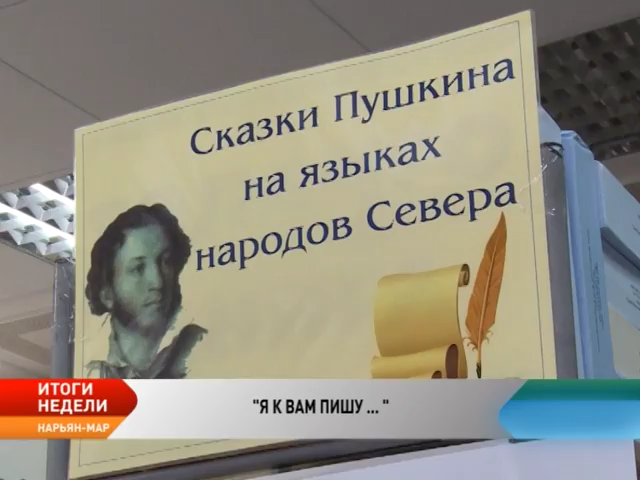 Сказки Пушкина
на языках
народов Севера
ИТОГИ
НЕДЕЛИ
НАРЬЯН-МАР
"Я К ВАМ ПИШУ ... "